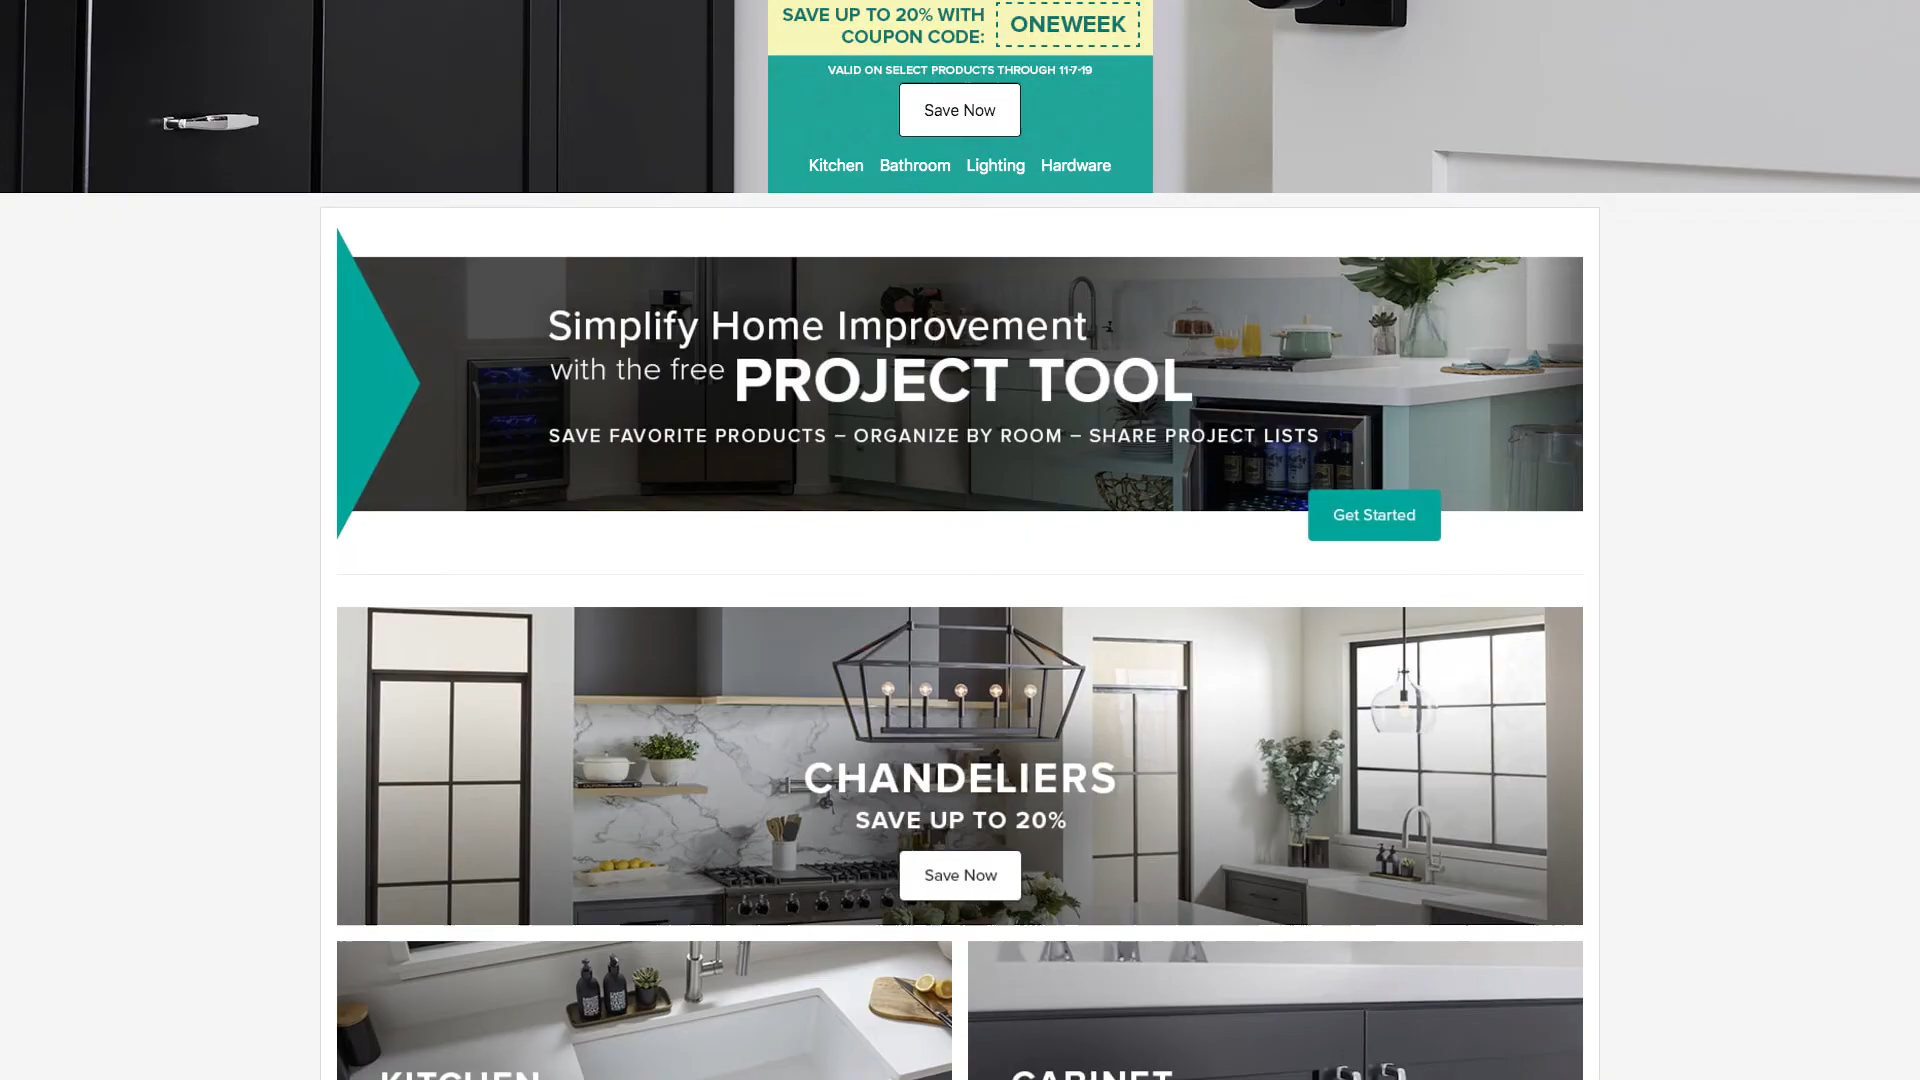 SAVE UP TO 20% WITH
COUPON CODE:
ONEWEEK
VALID ON SELECT PRODUCTS THROUGH 11-7-19
Save Now
Kitchen Bathroom Lighting Hardware
Simplify Home Improvement
with the free PROJECT TOOL
SAVE FAVORITE PRODUCTS – ORGANIZE BY ROOM – SHARE PROJECT LISTS
Get Started
CHANDELIERS
SAVE UP TO 20%
Save Now
KITCHEN
CABINET